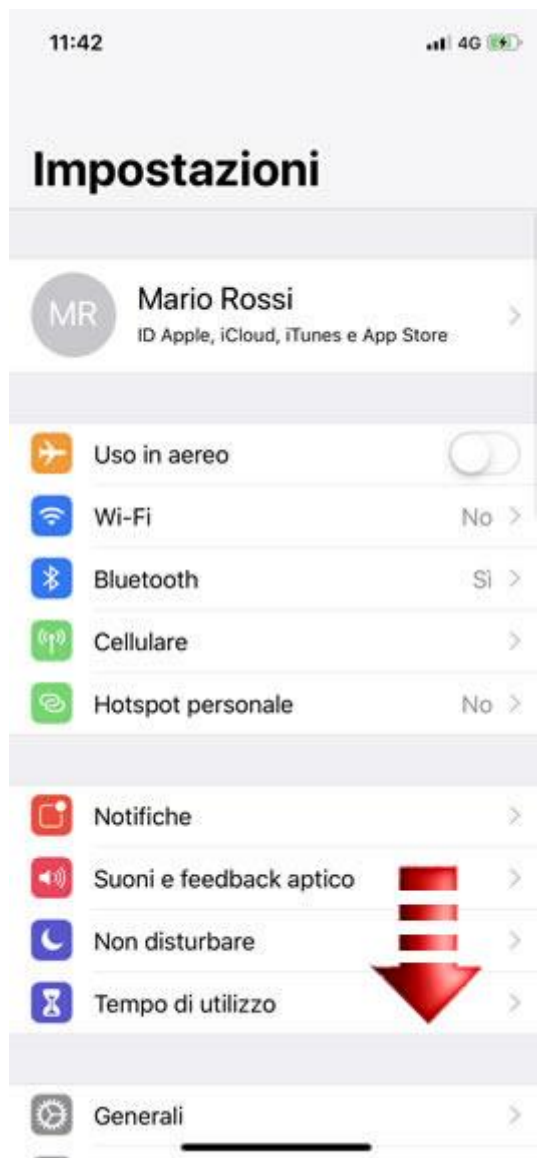 11:42
4G
Impostazioni
MR
Mario Rossi
ID Apple, iCloud, iTunes e App Store
Uso in aereo
Wi-Fi
No
Bluetooth
Sì
Cellulare
Hotspot personale
No
Notifiche
Suoni e feedback aptico
Non disturbare
Tempo di utilizzo
Generali